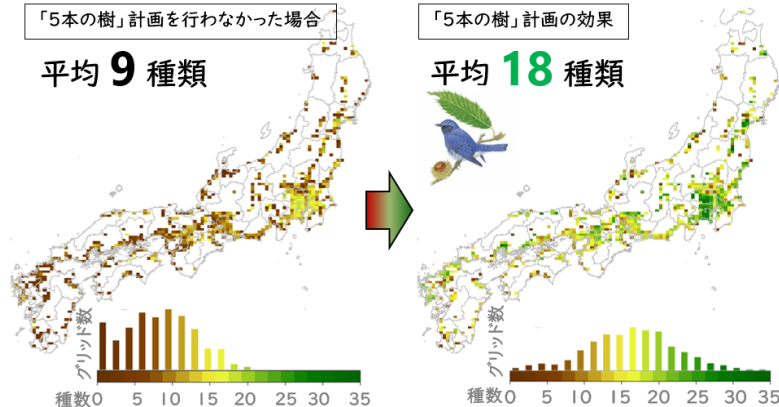 「5本の樹」計画を行わなかった場合
平均 9 種類
グリッド数
種数 0 5 10 15 20 25 30 35
「5本の樹」計画の効果
平均 18 種類
グリッド数
種数 0 5 10 15 20 25 30 35